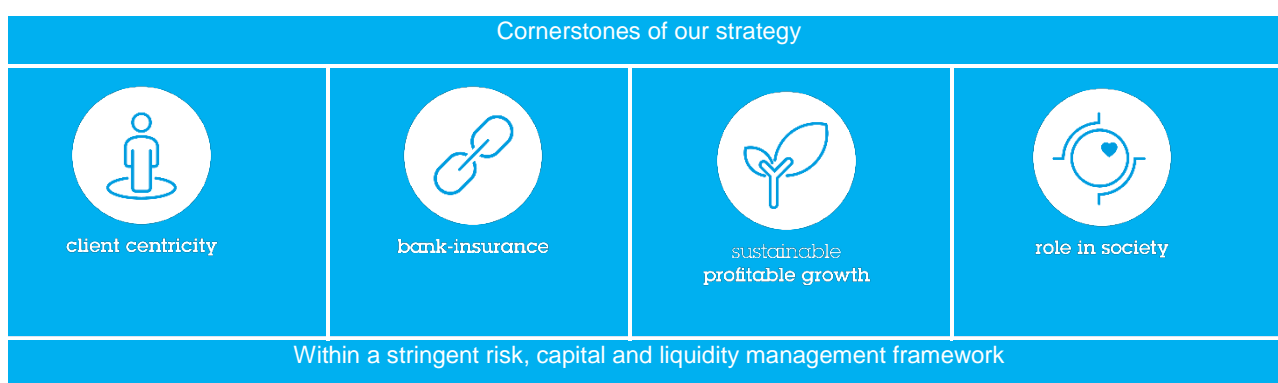 Cornerstones of our strategy
client centricity
bank-insurance
sustainable
profitable growth
role in society
Within a stringent risk, capital and liquidity management framework